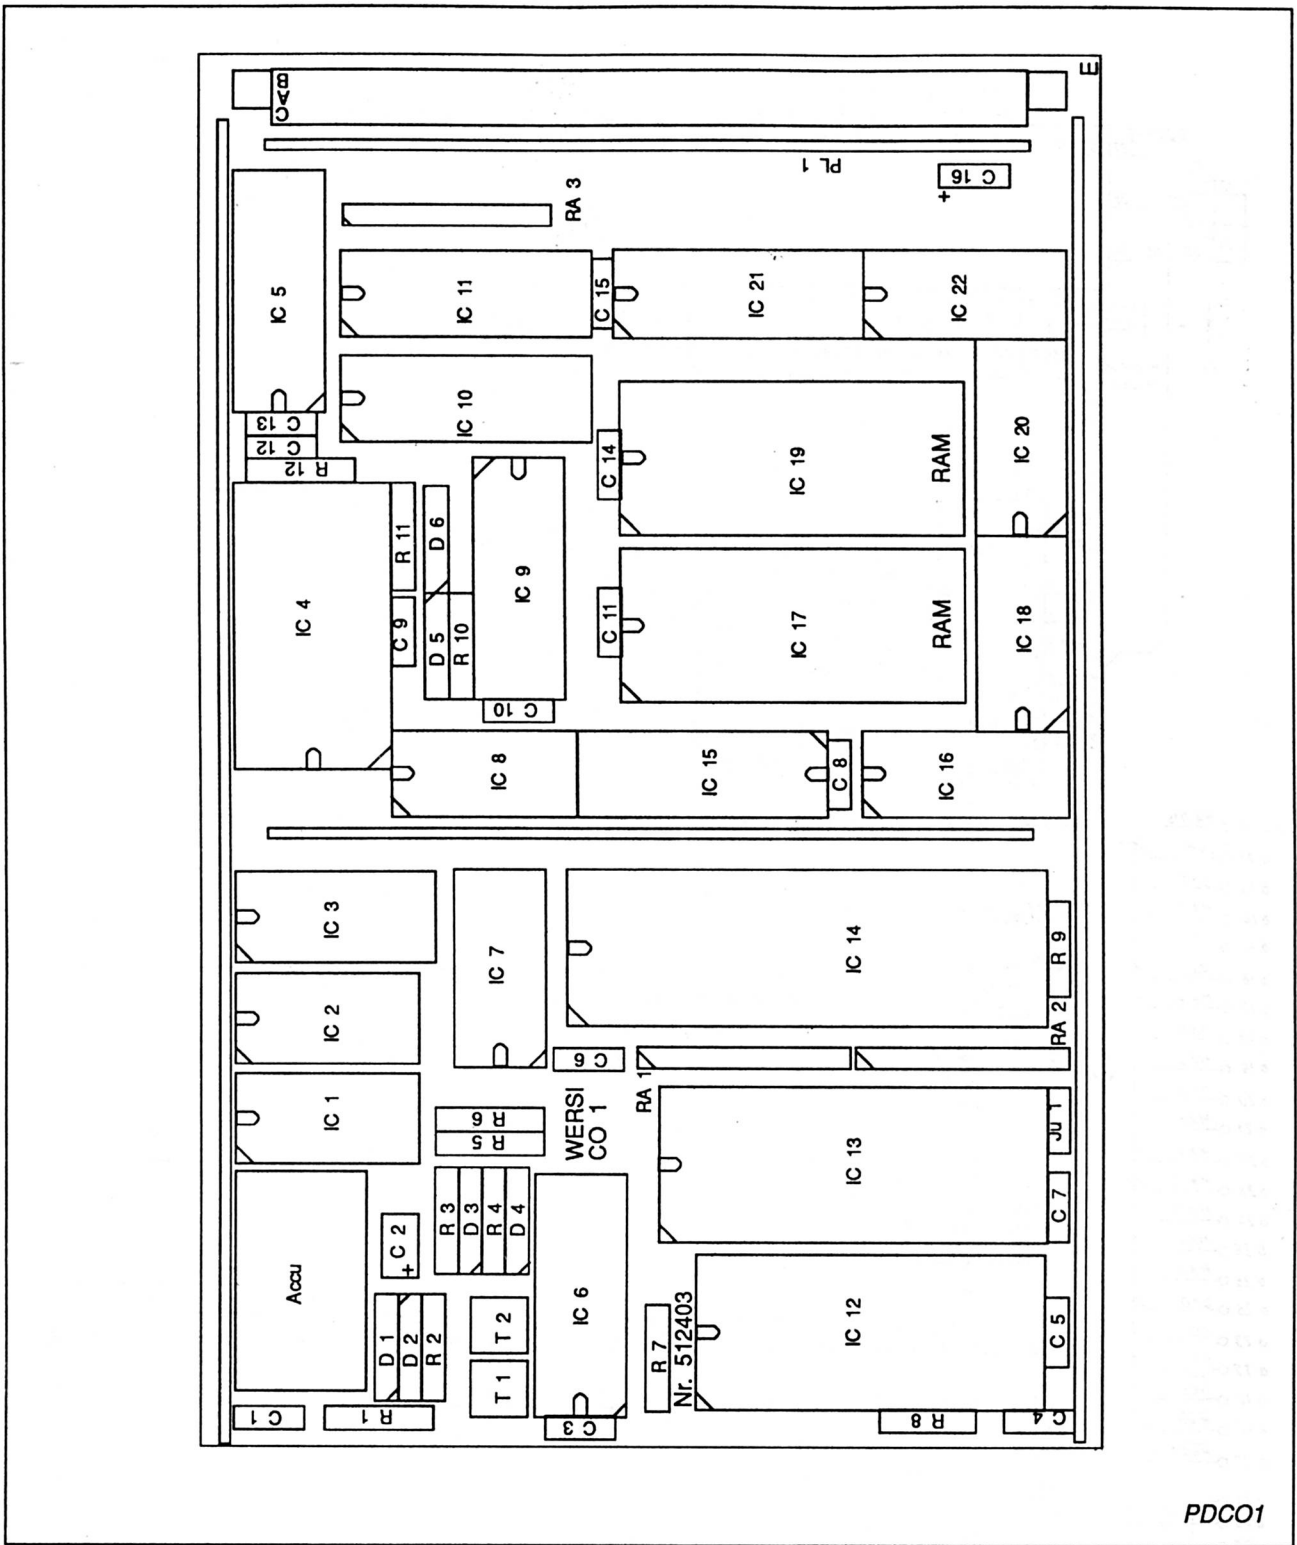 C A B
E
PL 1
C 16
+
RA 3
IC 5
IC 11
C 15
IC 21
IC 22
C 13
C 12
R 12
IC 10
C 14
IC 19
RAM
IC 20
IC 4
R 11
D 6
C 9
D 5
R 10
IC 9
C 11
IC 17
RAM
IC 18
C 10
IC 8
IC 15
C 8
IC 16
IC 3
IC 7
IC 14
R 9
IC 2
C 6
RA 1
RA 2
IC 1
R 6
R 5
WERSI
CO 1
IC 13
Ju 1
C 7
Accu
+ C 2
R 3
D 3
R 4
D 4
IC 6
D 1
D 2
R 2
T 2
T 1
R 7
Nr. 512403
IC 12
C 5
C 1
R 1
C 3
R 8
C 4
PDCO1